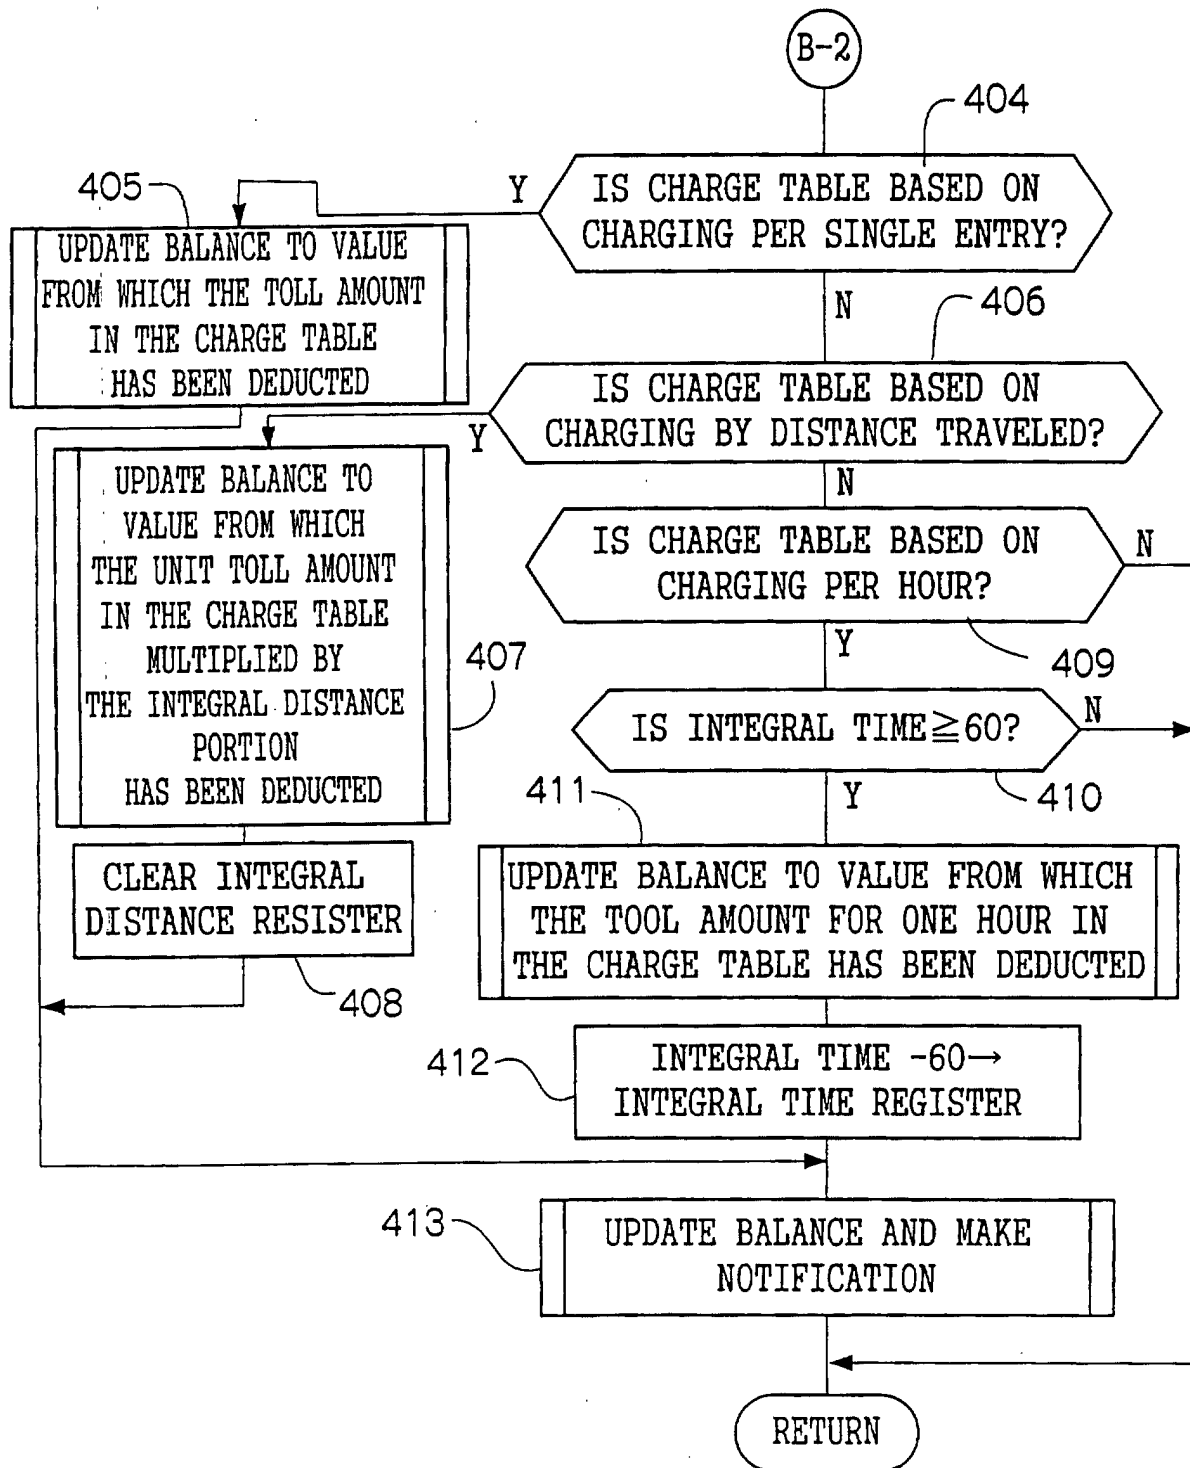 B-2
404
IS CHARGE TABLE BASED ON
CHARGING PER SINGLE ENTRY?
Y
N
405
UPDATE BALANCE TO VALUE
FROM WHICH THE TOLL AMOUNT
IN THE CHARGE TABLE
HAS BEEN DEDUCTED
406
IS CHARGE TABLE BASED ON
CHARGING BY DISTANCE TRAVELED?
Y
N
UPDATE BALANCE TO
VALUE FROM WHICH
THE UNIT TOLL AMOUNT
IN THE CHARGE TABLE
MULTIPLIED BY
THE INTEGRAL DISTANCE
PORTION
HAS BEEN DEDUCTED
407
CLEAR INTEGRAL
DISTANCE RESISTER
408
IS CHARGE TABLE BASED ON
CHARGING PER HOUR?
N
Y
409
IS INTEGRAL TIME≧60?
N
Y
410
411
UPDATE BALANCE TO VALUE FROM WHICH
THE TOOL AMOUNT FOR ONE HOUR IN
THE CHARGE TABLE HAS BEEN DEDUCTED
412
INTEGRAL TIME -60→
INTEGRAL TIME REGISTER
413
UPDATE BALANCE AND MAKE
NOTIFICATION
RETURN